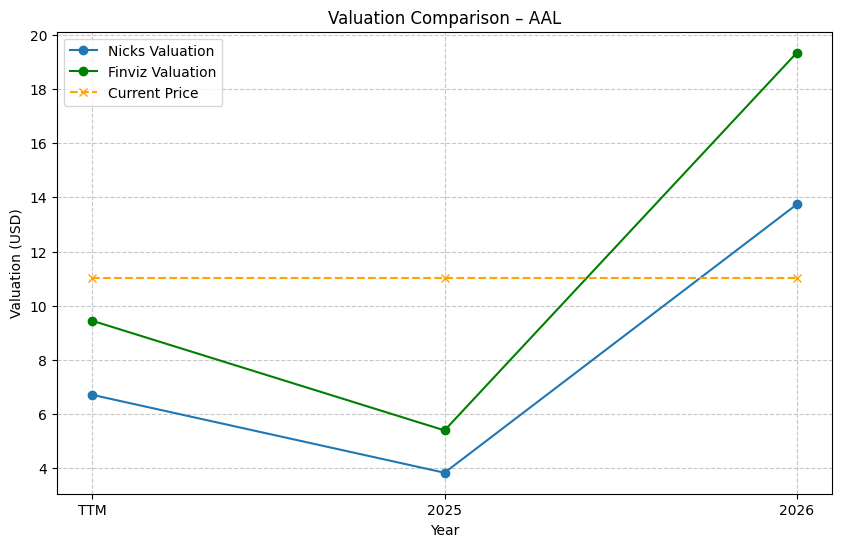 Valuation Comparison – AAL
Nicks Valuation
Finviz Valuation
Current Price
Valuation (USD)
20
18
16
14
12
10
8
6
4
TTM
2025
2026
Year